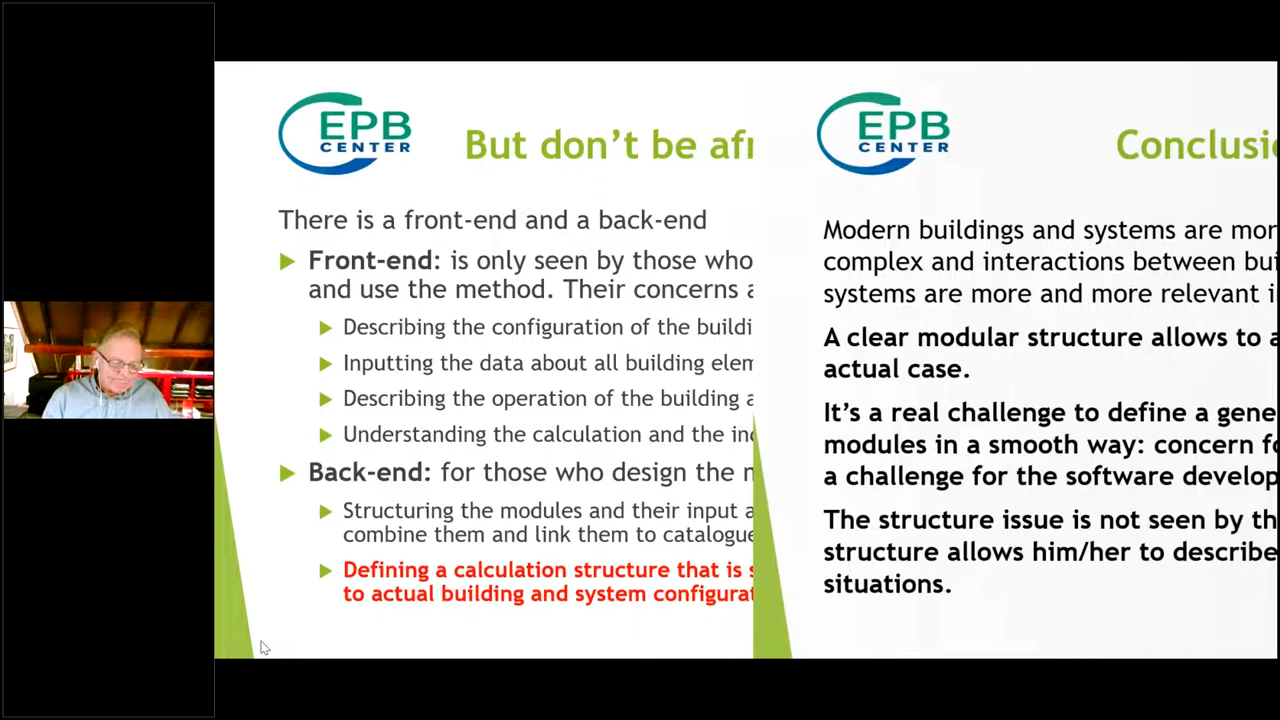 EPB
CENTER
But don't be afr
There is a front-end and a back-end
Front-end: is only seen by those who
and use the method. Their concerns a
Describing the configuration of the buildi
Inputting the data about all building elem
Describing the operation of the building a
Understanding the calculation and the in
Back-end: for those who design the m
Structuring the modules and their input a
combine them and link them to catalogue
Defining a calculation structure that is s
to actual building and system configurat
EPB
CENTER
Conclusi
Modern buildings and systems are mor
complex and interactions between bui
systems are more and more relevant i
A clear modular structure allows to a
actual case.
It's a real challenge to define a gene
modules in a smooth way: concern fo
a challenge for the software develop
The structure issue is not seen by th
structure allows him/her to describe
situations.